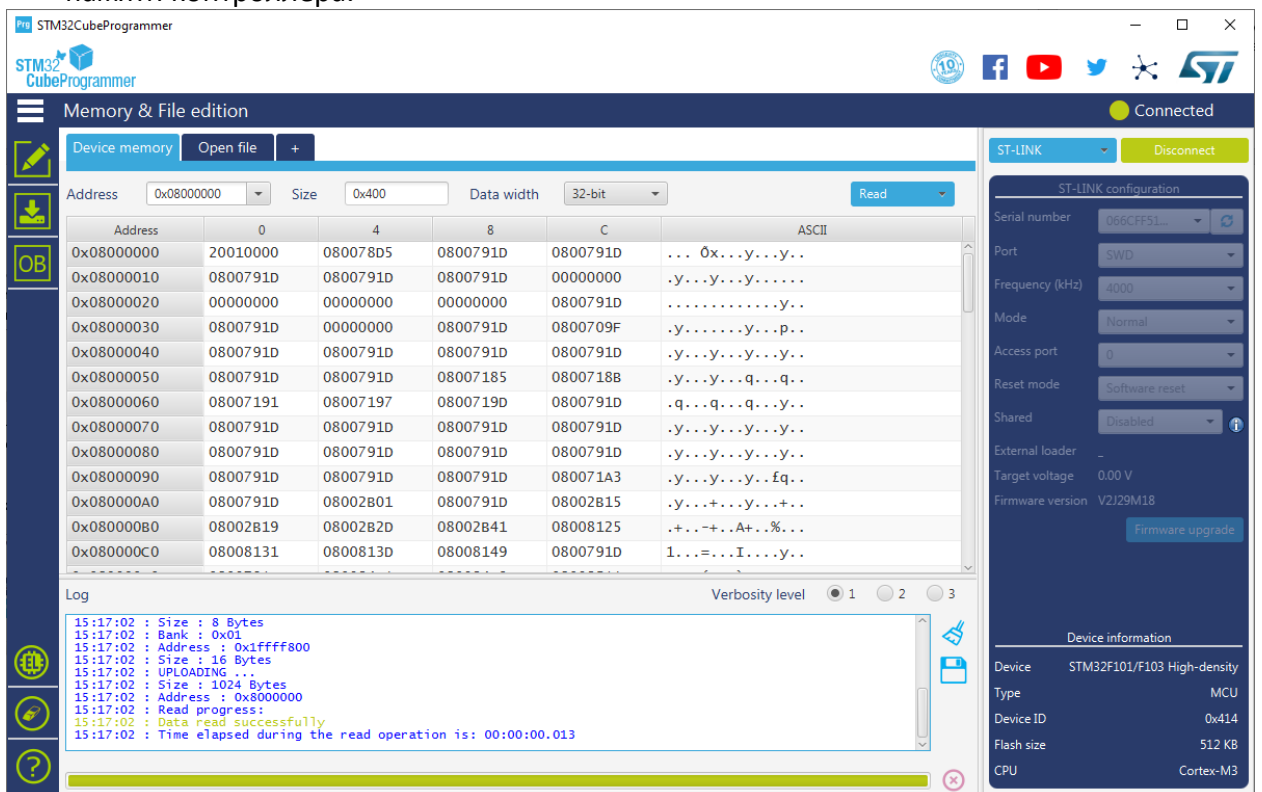 Prg STM32CubeProgrammer
STM32
CubeProgrammer
10
ST
Memory & File edition
Connected
Device memory Open file +
ST-LINK Disconnect
Address 0x08000000 Size 0x400 Data width 32-bit Read
Address 0 4 8 C ASCII
0x08000000 20010000 080078D5 0800791D 0800791D ... Õx...y...y..
0x08000010 0800791D 0800791D 0800791D 00000000 .y...y...y......
0x08000020 00000000 00000000 00000000 0800791D .............y..
0x08000030 0800791D 00000000 0800791D 0800709F .y.......y...p..
0x08000040 0800791D 0800791D 0800791D 0800791D .y...y...y...y..
0x08000050 0800791D 0800791D 08007185 0800718B .y...y...q...q..
0x08000060 08007191 08007197 0800719D 0800791D .q...q...q...y..
0x08000070 0800791D 0800791D 0800791D 0800791D .y...y...y...y..
0x08000080 0800791D 0800791D 0800791D 0800791D .y...y...y...y..
0x08000090 0800791D 0800791D 0800791D 080071A3 .y...y...y..£q..
0x080000A0 0800791D 08002B01 0800791D 08002B15 .y...+...y...+..
0x080000B0 08002B19 08002B2D 08002B41 08008125 .+..-+..A+..%...
0x080000C0 08008131 0800813D 08008149 0800791D 1...=...I....y..
OB
Log Verbosity level 1 2 3
15:17:02 : Size : 8 Bytes
15:17:02 : Bank : 0x01
15:17:02 : Address : 0x1ffff800
15:17:02 : Size : 16 Bytes
15:17:02 : UPLOADING ...
15:17:02 : Size : 1024 Bytes
15:17:02 : Address : 0x8000000
15:17:02 : Read progress:
15:17:02 : Data read successfully
15:17:02 : Time elapsed during the read operation is: 00:00:00.013
ST-LINK configuration
Serial number 066CFF51...
Port SWD
Frequency (kHz) 4000
Mode Normal
Access port 0
Reset mode Software reset
Shared Disabled
External loader _
Target voltage 0.00 V
Firmware version V2J29M18
Firmware upgrade
Device information
Device STM32F101/F103 High-density
Type MCU
Device ID 0x414
Flash size 512 KB
CPU Cortex-M3